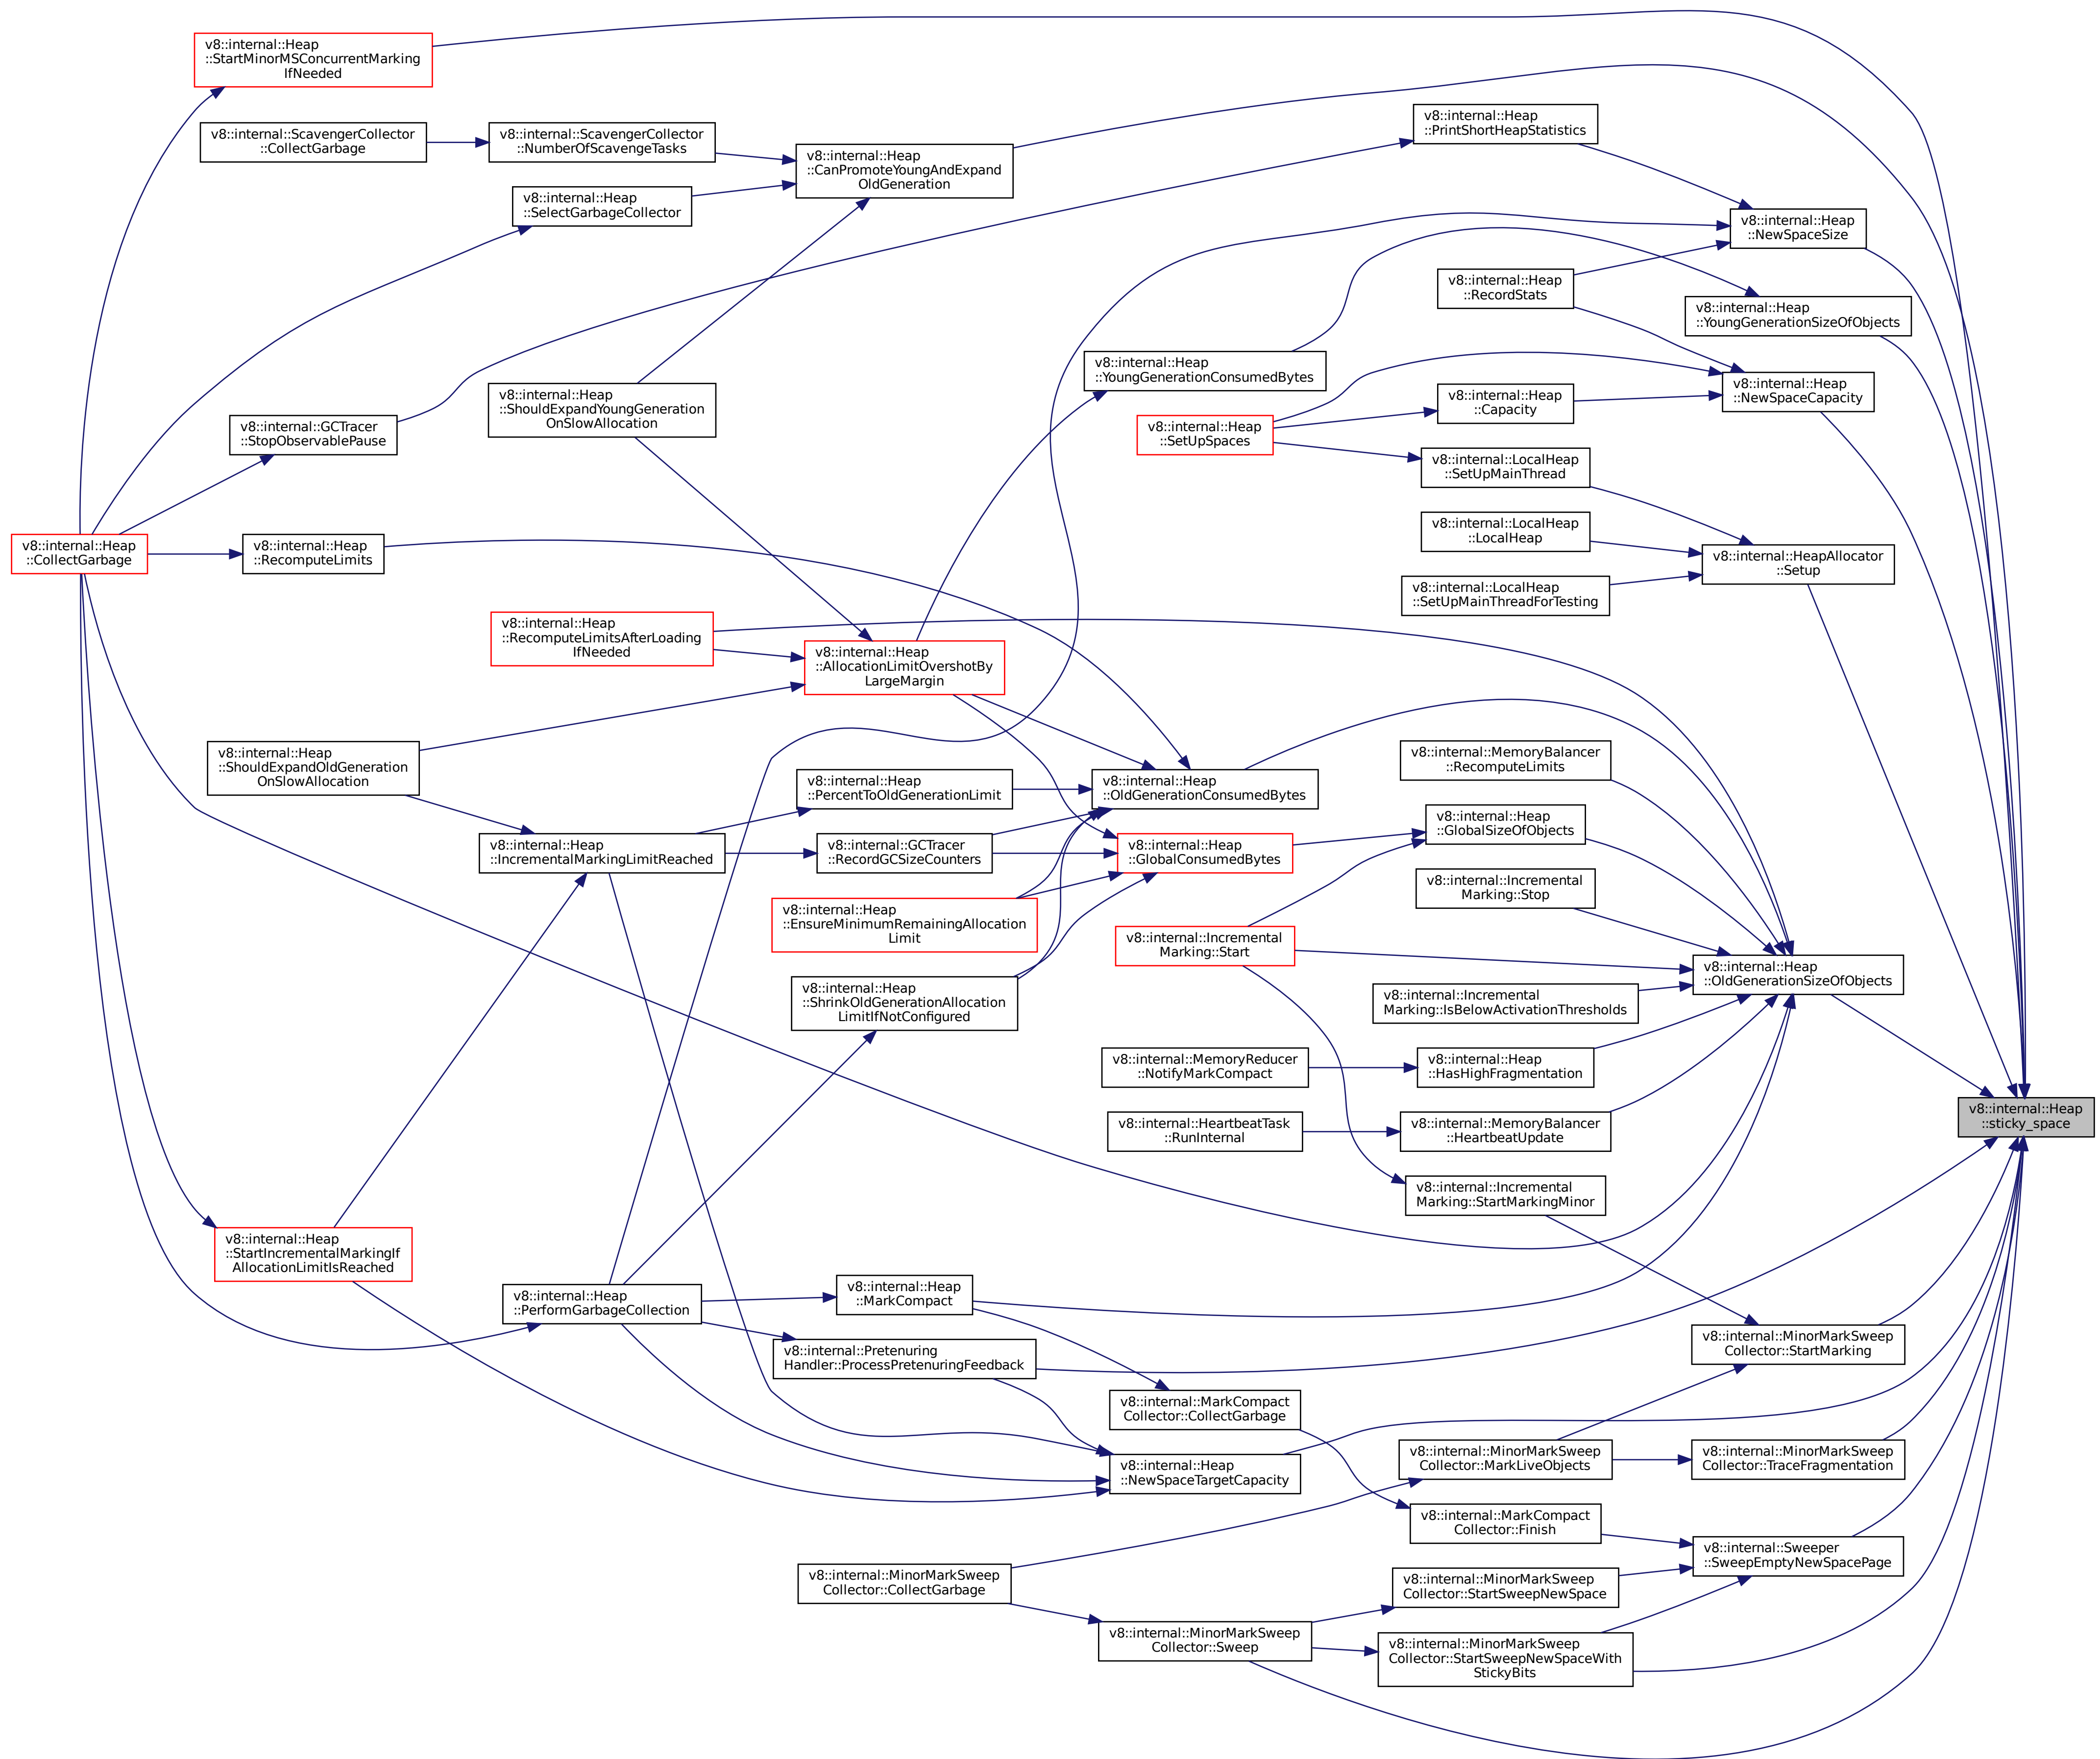 v8::internal::Heap
::StartMinorMSConcurrentMarking
IfNeeded
v8::internal::ScavengerCollector
::CollectGarbage
v8::internal::ScavengerCollector
::NumberOfScavengeTasks
v8::internal::Heap
::CanPromoteYoungAndExpand
OldGeneration
v8::internal::Heap
::PrintShortHeapStatistics
v8::internal::Heap
::SelectGarbageCollector
v8::internal::Heap
::NewSpaceSize
v8::internal::Heap
::RecordStats
v8::internal::Heap
::YoungGenerationSizeOfObjects
v8::internal::Heap
::YoungGenerationConsumedBytes
v8::internal::Heap
::NewSpaceCapacity
v8::internal::Heap
::ShouldExpandYoungGeneration
OnSlowAllocation
v8::internal::Heap
::Capacity
v8::internal::GCTracer
::StopObservablePause
v8::internal::Heap
::SetUpSpaces
v8::internal::LocalHeap
::SetUpMainThread
v8::internal::LocalHeap
::LocalHeap
v8::internal::Heap
::CollectGarbage
v8::internal::Heap
::RecomputeLimits
v8::internal::HeapAllocator
::Setup
v8::internal::LocalHeap
::SetUpMainThreadForTesting
v8::internal::Heap
::RecomputeLimitsAfterLoading
IfNeeded
v8::internal::Heap
::AllocationLimitOvershotBy
LargeMargin
v8::internal::Heap
::ShouldExpandOldGeneration
OnSlowAllocation
v8::internal::Heap
::PercentToOldGenerationLimit
v8::internal::Heap
::OldGenerationConsumedBytes
v8::internal::MemoryBalancer
::RecomputeLimits
v8::internal::Heap
::GlobalSizeOfObjects
v8::internal::Heap
::IncrementalMarkingLimitReached
v8::internal::GCTracer
::RecordGCSizeCounters
v8::internal::Heap
::GlobalConsumedBytes
v8::internal::Incremental
Marking::Stop
v8::internal::Heap
::EnsureMinimumRemainingAllocation
Limit
v8::internal::Incremental
Marking::Start
v8::internal::Heap
::OldGenerationSizeOfObjects
v8::internal::Heap
::ShrinkOldGenerationAllocation
LimitIfNotConfigured
v8::internal::Incremental
Marking::IsBelowActivationThresholds
v8::internal::MemoryReducer
::NotifyMarkCompact
v8::internal::Heap
::HasHighFragmentation
v8::internal::Heap
::sticky_space
v8::internal::HeartbeatTask
::RunInternal
v8::internal::MemoryBalancer
::HeartbeatUpdate
v8::internal::Incremental
Marking::StartMarkingMinor
v8::internal::Heap
::StartIncrementalMarkingIf
AllocationLimitIsReached
v8::internal::Heap
::PerformGarbageCollection
v8::internal::Heap
::MarkCompact
v8::internal::Pretenuring
Handler::ProcessPretenuringFeedback
v8::internal::MinorMarkSweep
Collector::StartMarking
v8::internal::MarkCompact
Collector::CollectGarbage
v8::internal::Heap
::NewSpaceTargetCapacity
v8::internal::MinorMarkSweep
Collector::MarkLiveObjects
v8::internal::MinorMarkSweep
Collector::TraceFragmentation
v8::internal::MarkCompact
Collector::Finish
v8::internal::Sweeper
::SweepEmptyNewSpacePage
v8::internal::MinorMarkSweep
Collector::CollectGarbage
v8::internal::MinorMarkSweep
Collector::StartSweepNewSpace
v8::internal::MinorMarkSweep
Collector::Sweep
v8::internal::MinorMarkSweep
Collector::StartSweepNewSpaceWith
StickyBits